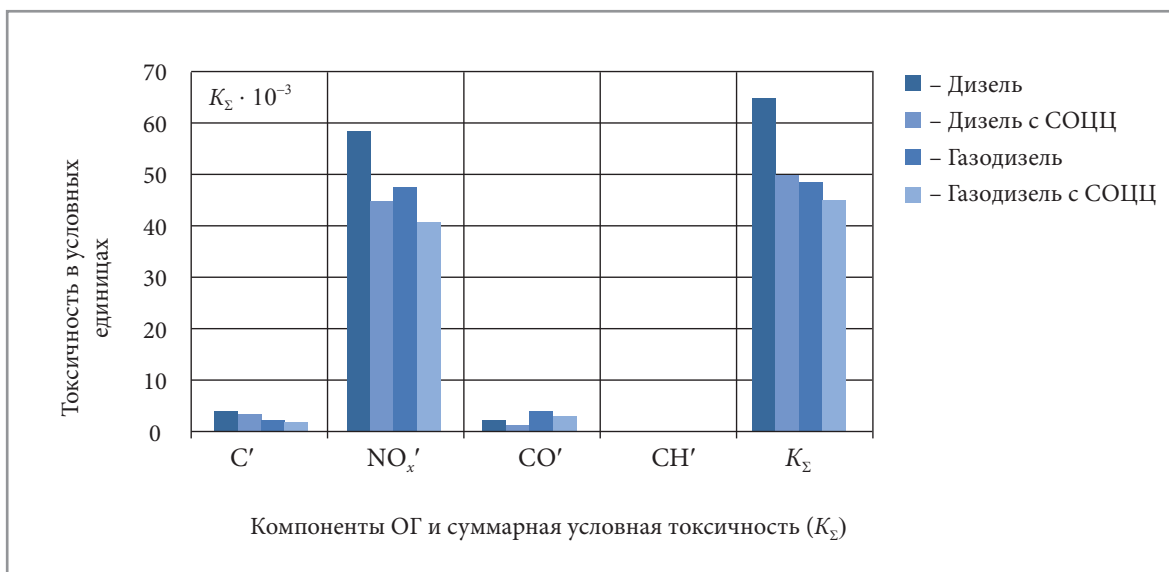 70
60
50
40
30
20
10
0
K_Σ · 10⁻³
Токсичность в условных
единицах
C′
NOₓ′
CO′
CH′
K_Σ
Компоненты ОГ и суммарная условная токсичность (K_Σ)
– Дизель
– Дизель с СОЦЦ
– Газодизель
– Газодизель с СОЦЦ